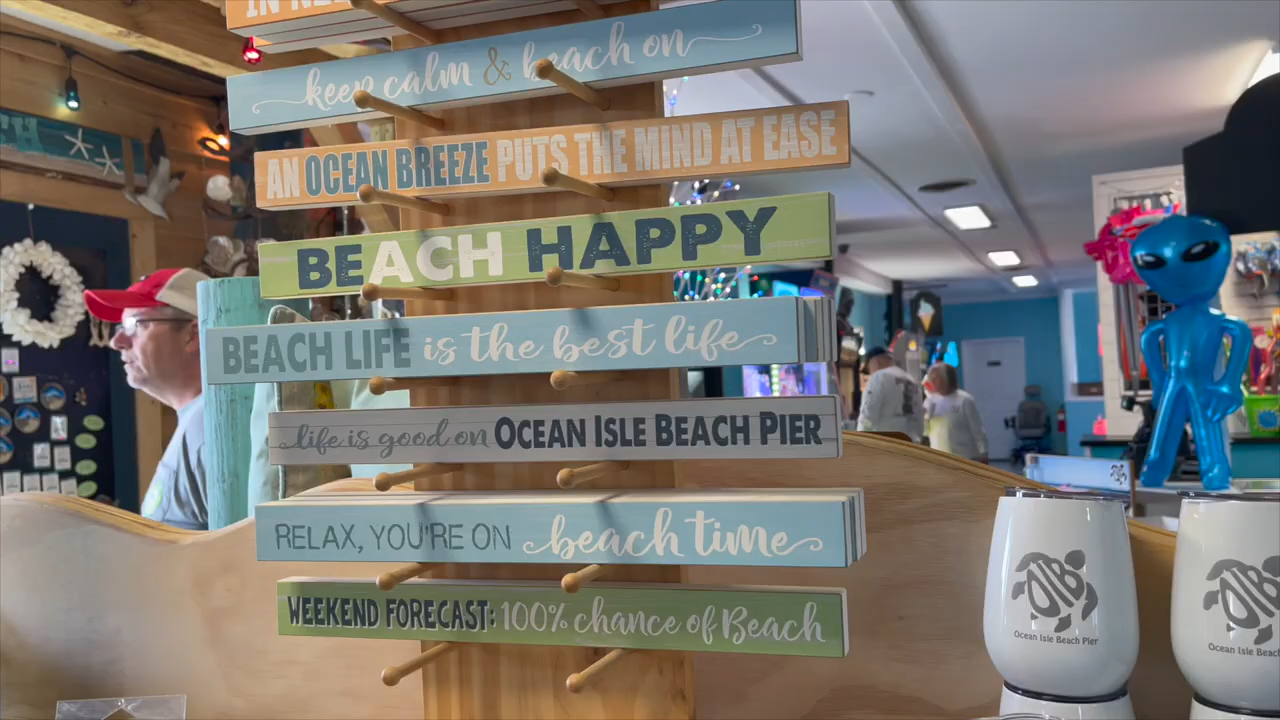 keep calm & beach on
AN OCEAN BREEZE PUTS THE MIND AT EASE
BEACH HAPPY
BEACH LIFE is the best life
life is good on OCEAN ISLE BEACH PIER
RELAX, YOU'RE ON beach time
WEEKEND FORECAST: 100% chance of Beach
OIB
Ocean Isle Beach Pier
OIB
Ocean Isle Beach